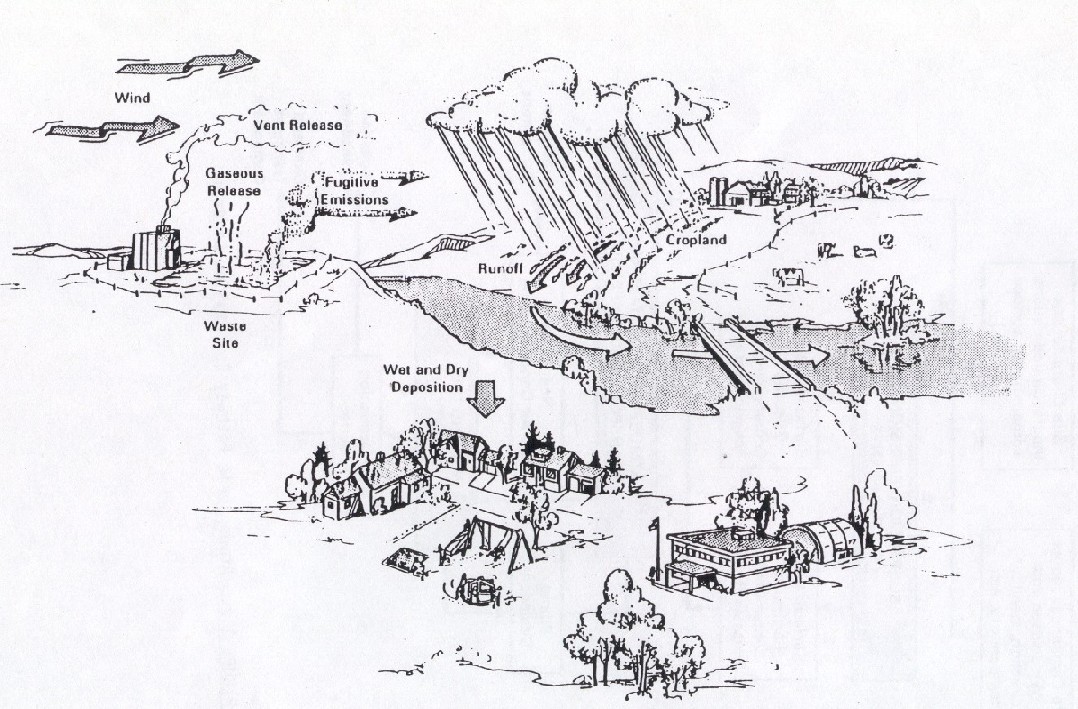 Wind
Vent Release
Gaseous
Release
Fugitive
Emissions
Cropland
Runoff
Waste
Site
Wet and Dry
Deposition